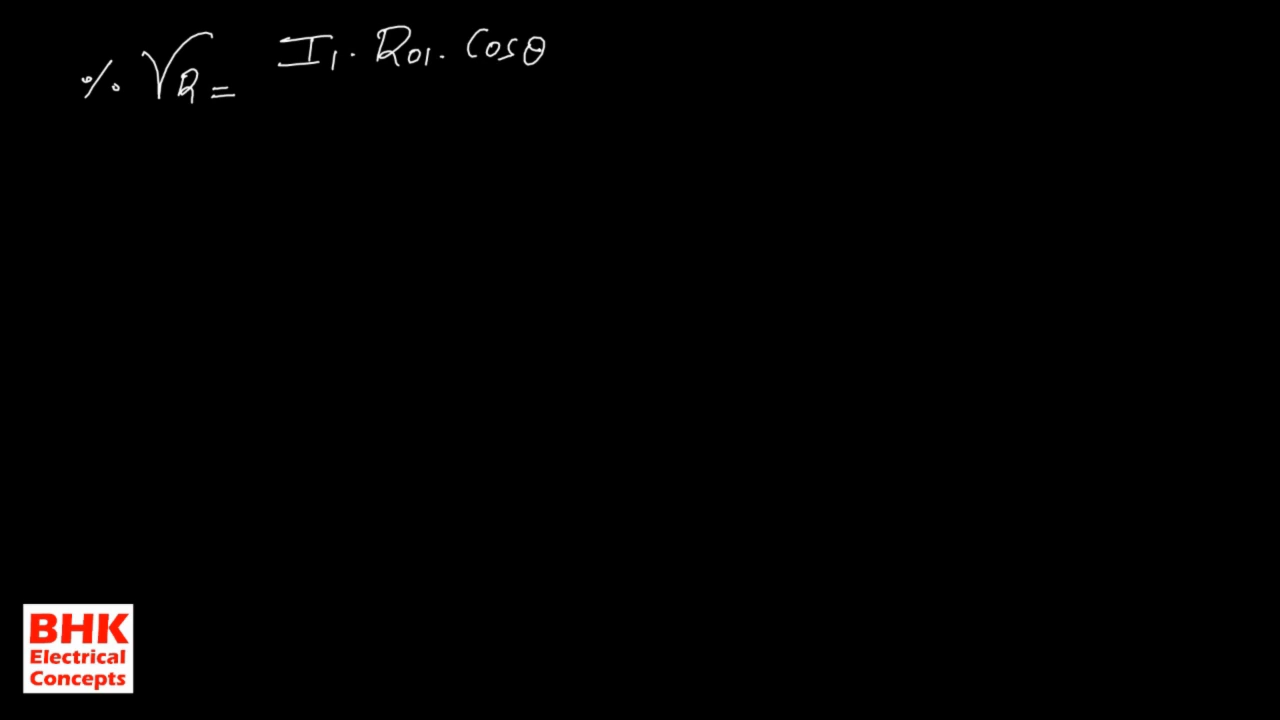 % VR = I1. R01. Cosθ
BHK
Electrical
Concepts